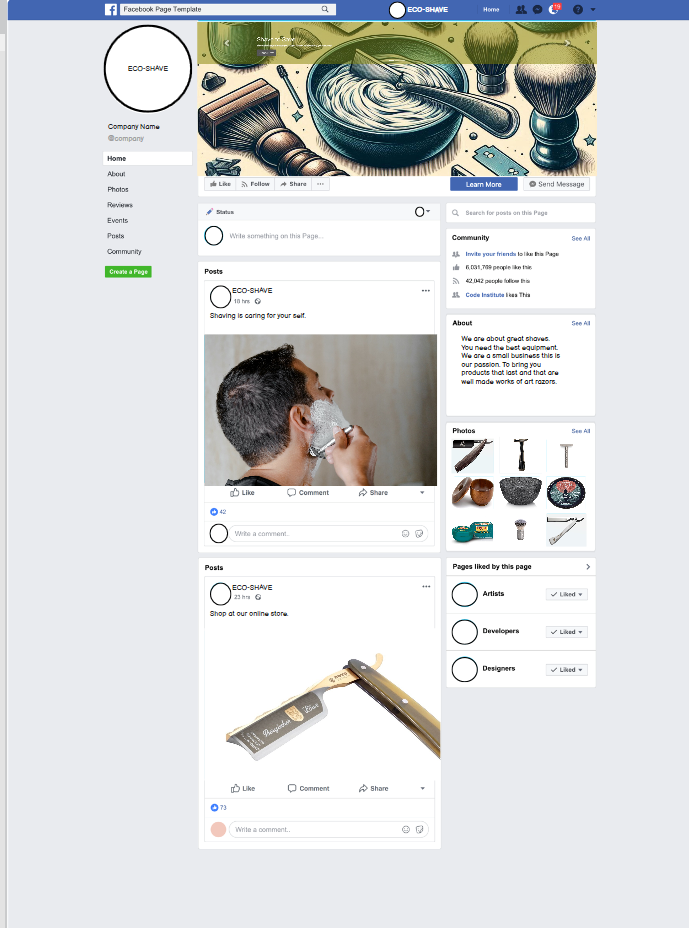 Facebook Page Template
ECO-SHAVE
Home
19
ECO-SHAVE
Company Name
@company
Home
About
Photos
Reviews
Events
Posts
Community
Create a Page
Like
Follow
Share
Learn More
Send Message
Status
Write something on this Page...
Posts
ECO-SHAVE
18 hrs
Shaving is caring for your self.
Like
Comment
Share
42
Write a comment..
Posts
ECO-SHAVE
23 hrs
Shop at our online store.
Like
Comment
Share
73
Write a comment..
Search for posts on this Page
Community
See All
Invite your friends to like this Page
6,031,769 people like this
42,042 people follow this
Code Institute likes This
About
See All
We are about great shaves.
You need the best equipment.
We are a small business this is
our passion. To bring you
products that last and that are
well made works of art razors.
Photos
See All
Pages liked by this page
Artists
Liked
Developers
Liked
Designers
Liked